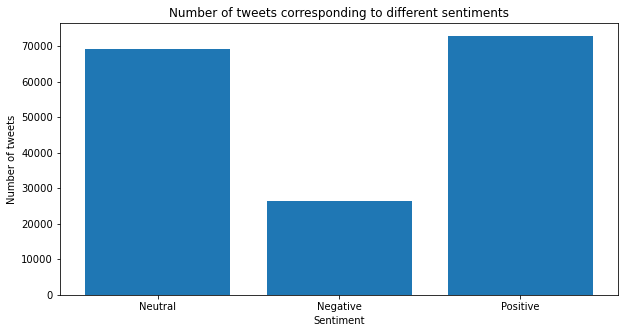 Number of tweets corresponding to different sentiments
70000
60000
50000
40000
30000
20000
10000
0
Number of tweets
Neutral
Negative
Positive
Sentiment